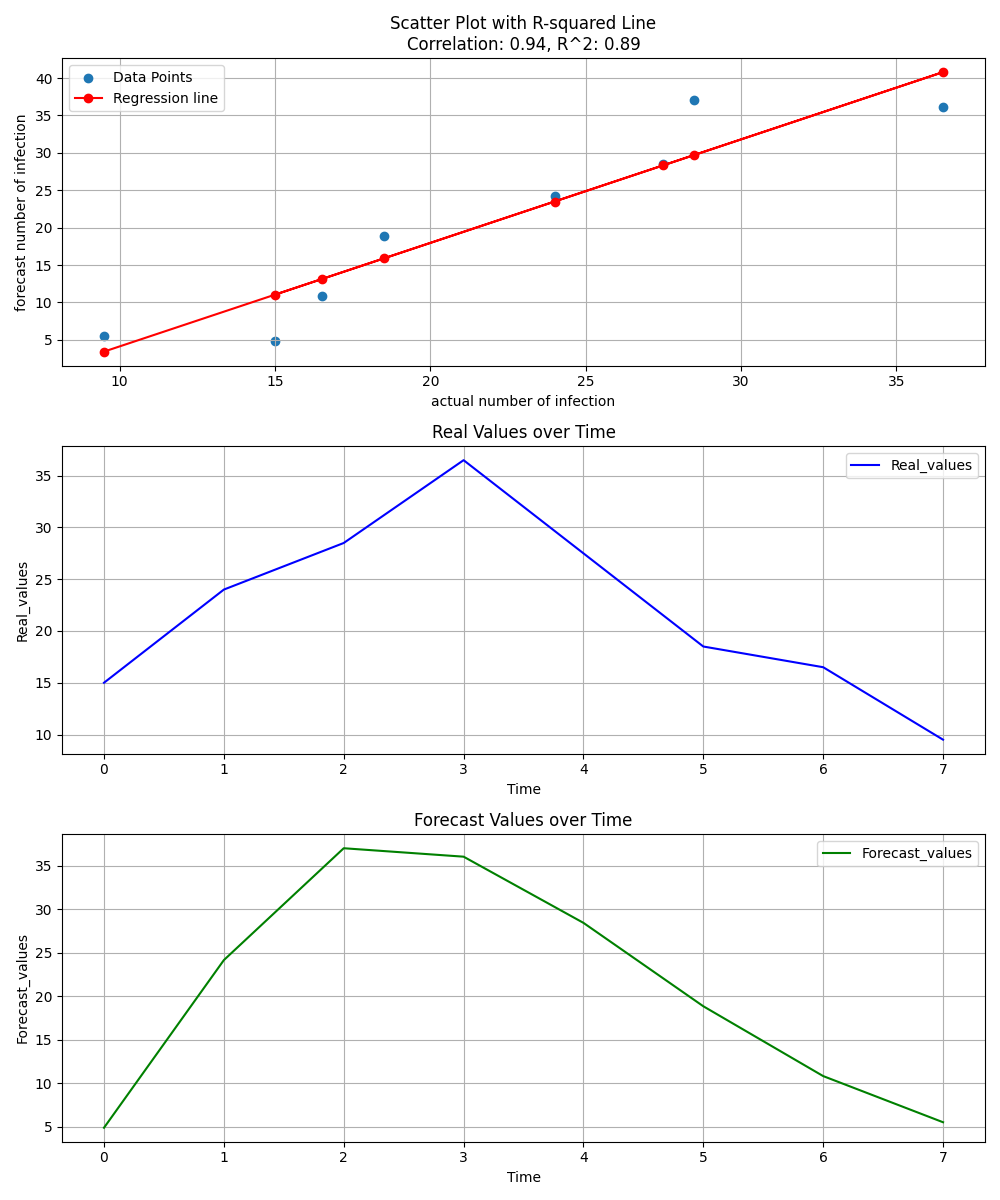 Scatter Plot with R-squared Line
Correlation: 0.94, R^2: 0.89
Data Points
Regression line
forecast number of infection
40
35
30
25
20
15
10
5
10 15 20 25 30 35
actual number of infection
Real Values over Time
Real_values
Real_values
35
30
25
20
15
10
0 1 2 3 4 5 6 7
Time
Forecast Values over Time
Forecast_values
Forecast_values
35
30
25
20
15
10
5
0 1 2 3 4 5 6 7
Time